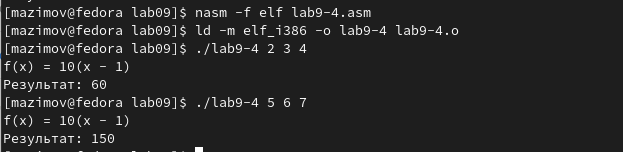 [mazimov@fedora lab09]$ nasm -f elf lab9-4.asm
[mazimov@fedora lab09]$ ld -m elf_i386 -o lab9-4 lab9-4.o
[mazimov@fedora lab09]$ ./lab9-4 2 3 4
f(x) = 10(x - 1)
Результат: 60
[mazimov@fedora lab09]$ ./lab9-4 5 6 7
f(x) = 10(x - 1)
Результат: 150